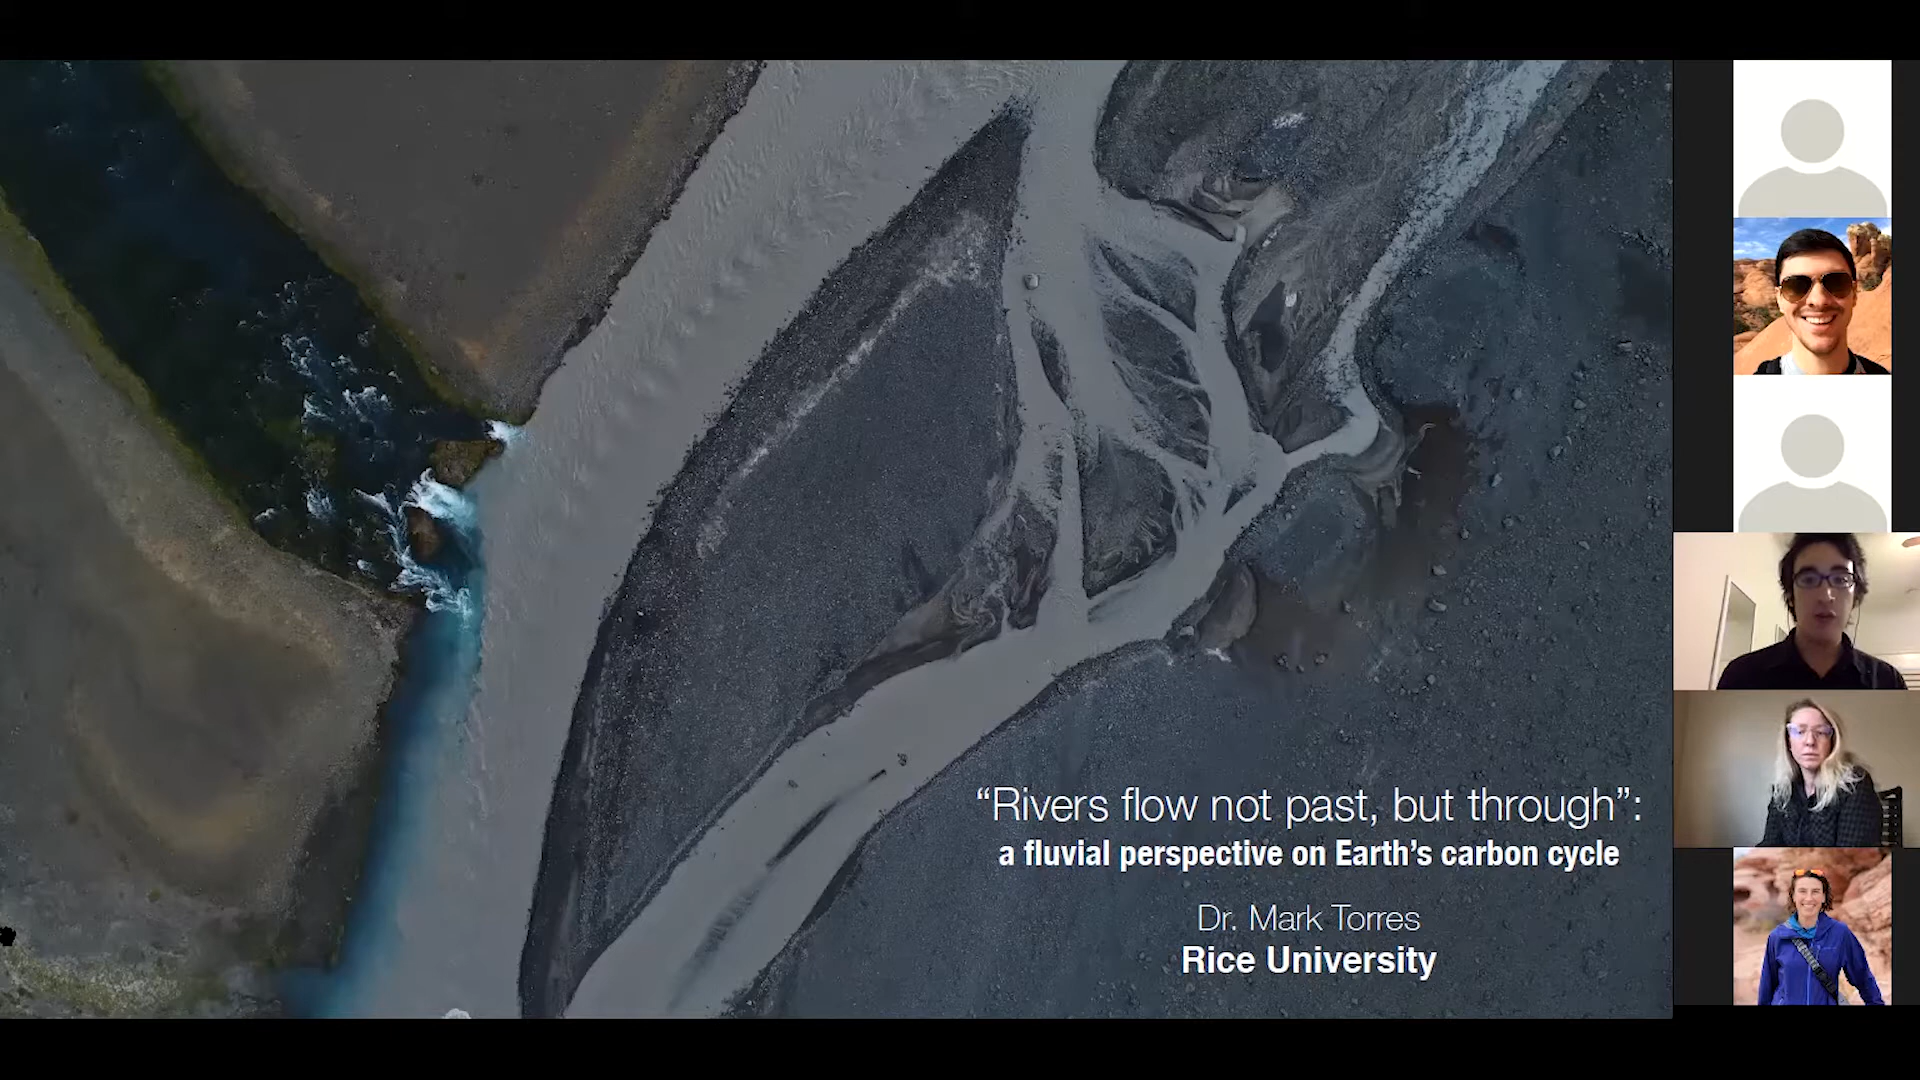 “Rivers flow not past, but through”:
a fluvial perspective on Earth’s carbon cycle
Dr. Mark Torres
Rice University